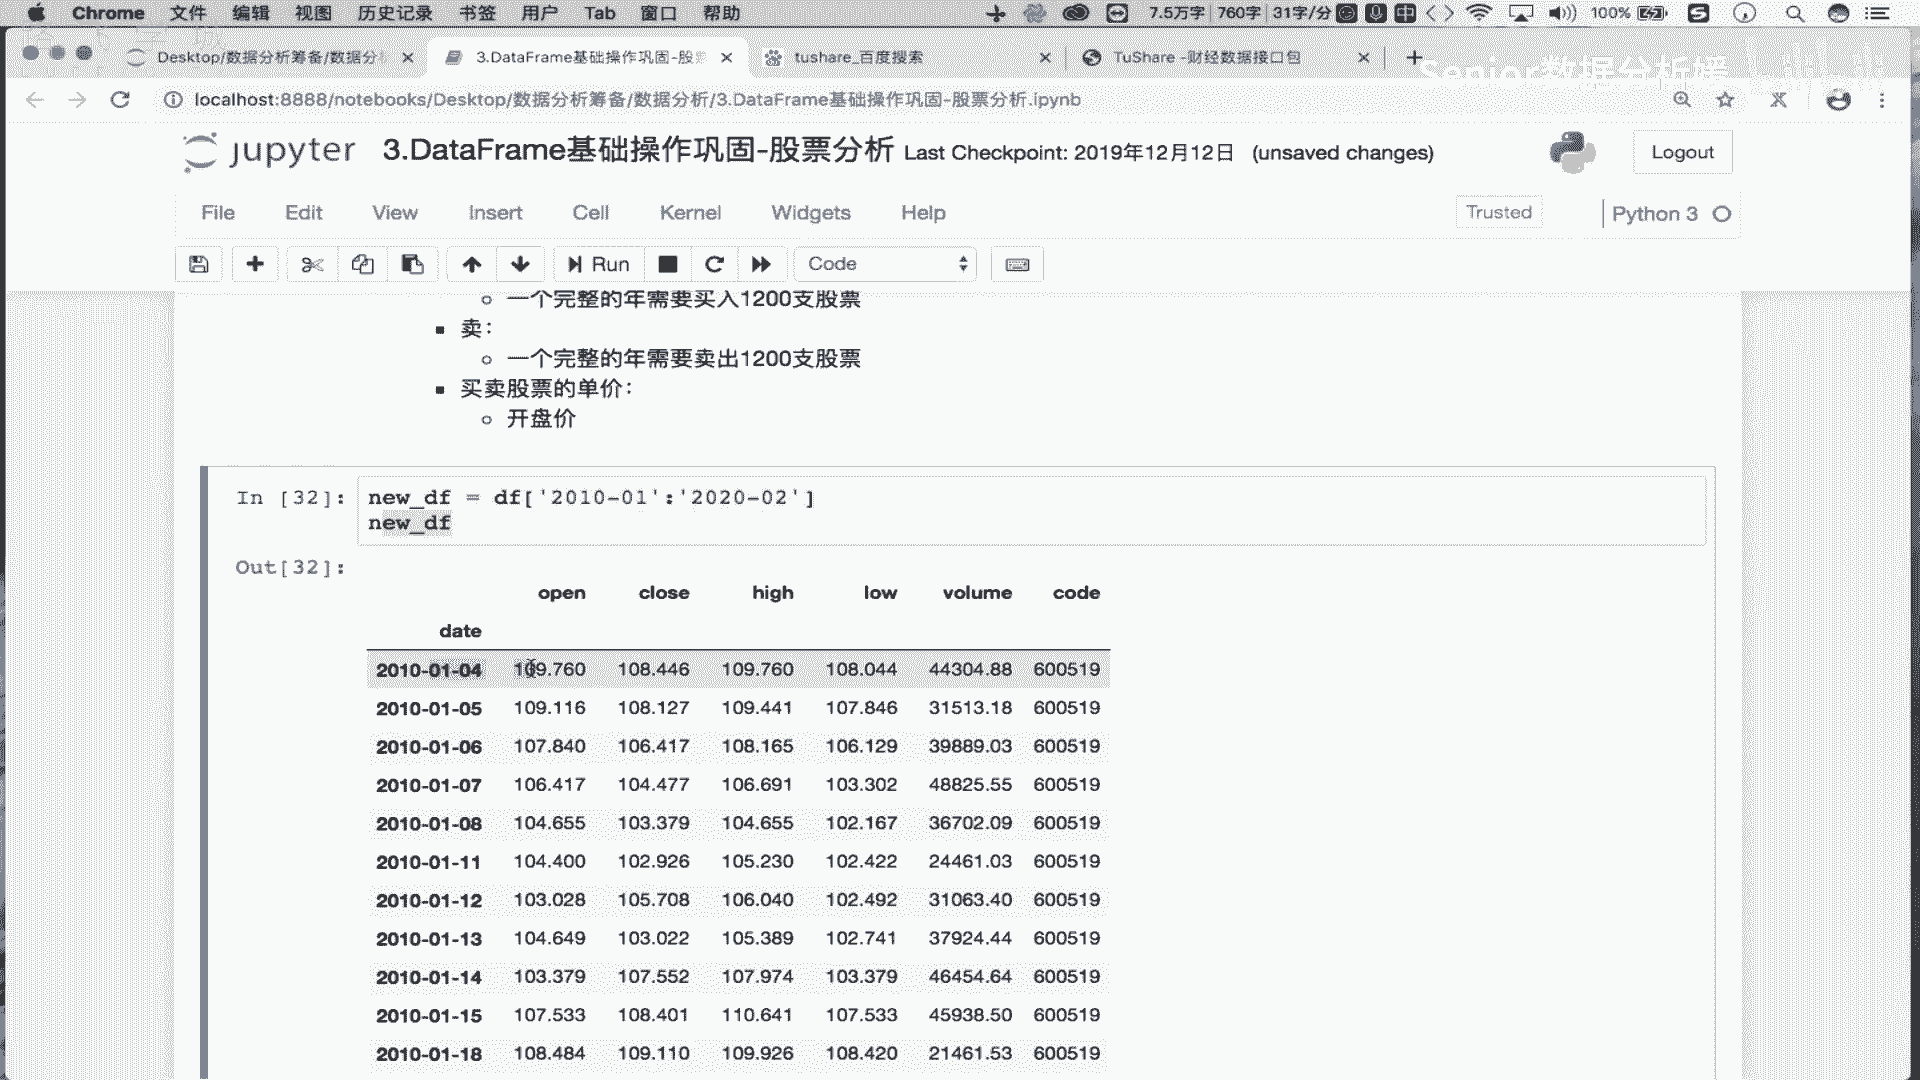 Chrome 文件 编辑 视图 历史记录 书签 用户 Tab 窗口 帮助 7.5万字 760字 31字/分 中 100%
Desktop/数据分析筹备/数据分析 3.DataFrame基础操作巩固-股票 tushare_百度搜索 TuShare -财经数据接口包
Senior数据分析媛
localhost:8888/notebooks/Desktop/数据分析筹备/数据分析/3.DataFrame基础操作巩固-股票分析.ipynb
jupyter 3.DataFrame基础操作巩固-股票分析 Last Checkpoint: 2019年12月12日 (unsaved changes) Logout
File Edit View Insert Cell Kernel Widgets Help Trusted Python 3
Run Code
一个完整的年需要买入1200支股票
卖:
一个完整的年需要卖出1200支股票
买卖股票的单价:
开盘价
In [32]: new_df = df['2010-01':'2020-02']
new_df
Out[32]:
open close high low volume code
date
2010-01-04 109.760 108.446 109.760 108.044 44304.88 600519
2010-01-05 109.116 108.127 109.441 107.846 31513.18 600519
2010-01-06 107.840 106.417 108.165 106.129 39889.03 600519
2010-01-07 106.417 104.477 106.691 103.302 48825.55 600519
2010-01-08 104.655 103.379 104.655 102.167 36702.09 600519
2010-01-11 104.400 102.926 105.230 102.422 24461.03 600519
2010-01-12 103.028 105.708 106.040 102.492 31063.40 600519
2010-01-13 104.649 103.022 105.389 102.741 37924.44 600519
2010-01-14 103.379 107.552 107.974 103.379 46454.64 600519
2010-01-15 107.533 108.401 110.641 107.533 45938.50 600519
2010-01-18 108.484 109.110 109.926 108.420 21461.53 600519